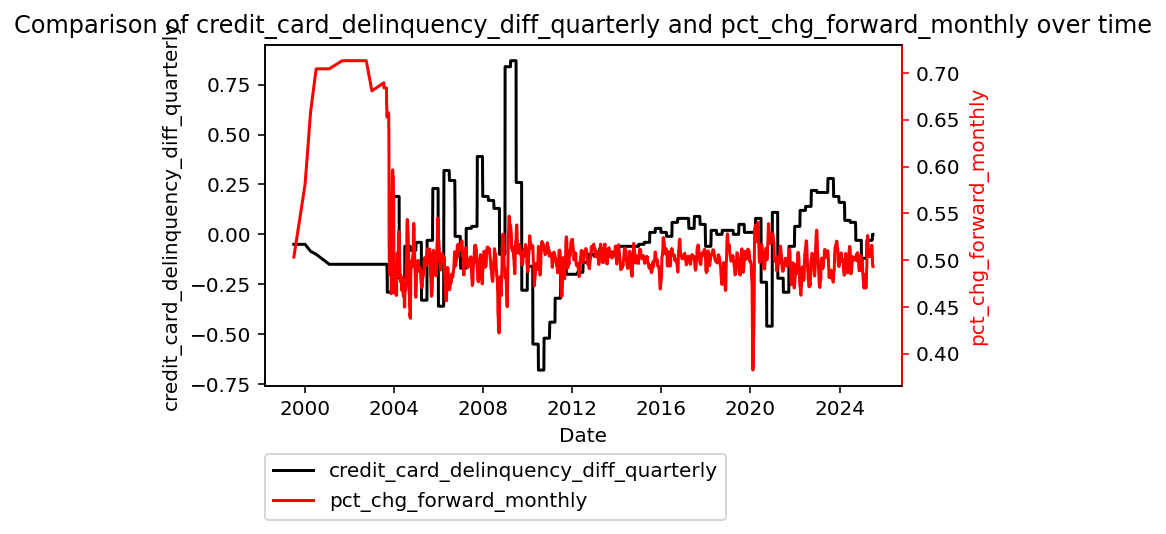 Comparison of credit_card_delinquency_diff_quarterly and pct_chg_forward_monthly over time
credit_card_delinquency_diff_quarterly
0.75
0.50
0.25
0.00
−0.25
−0.50
−0.75
0.70
0.65
0.60
0.55
0.50
0.45
0.40
pct_chg_forward_monthly
2000 2004 2008 2012 2016 2020 2024
Date
credit_card_delinquency_diff_quarterly
pct_chg_forward_monthly